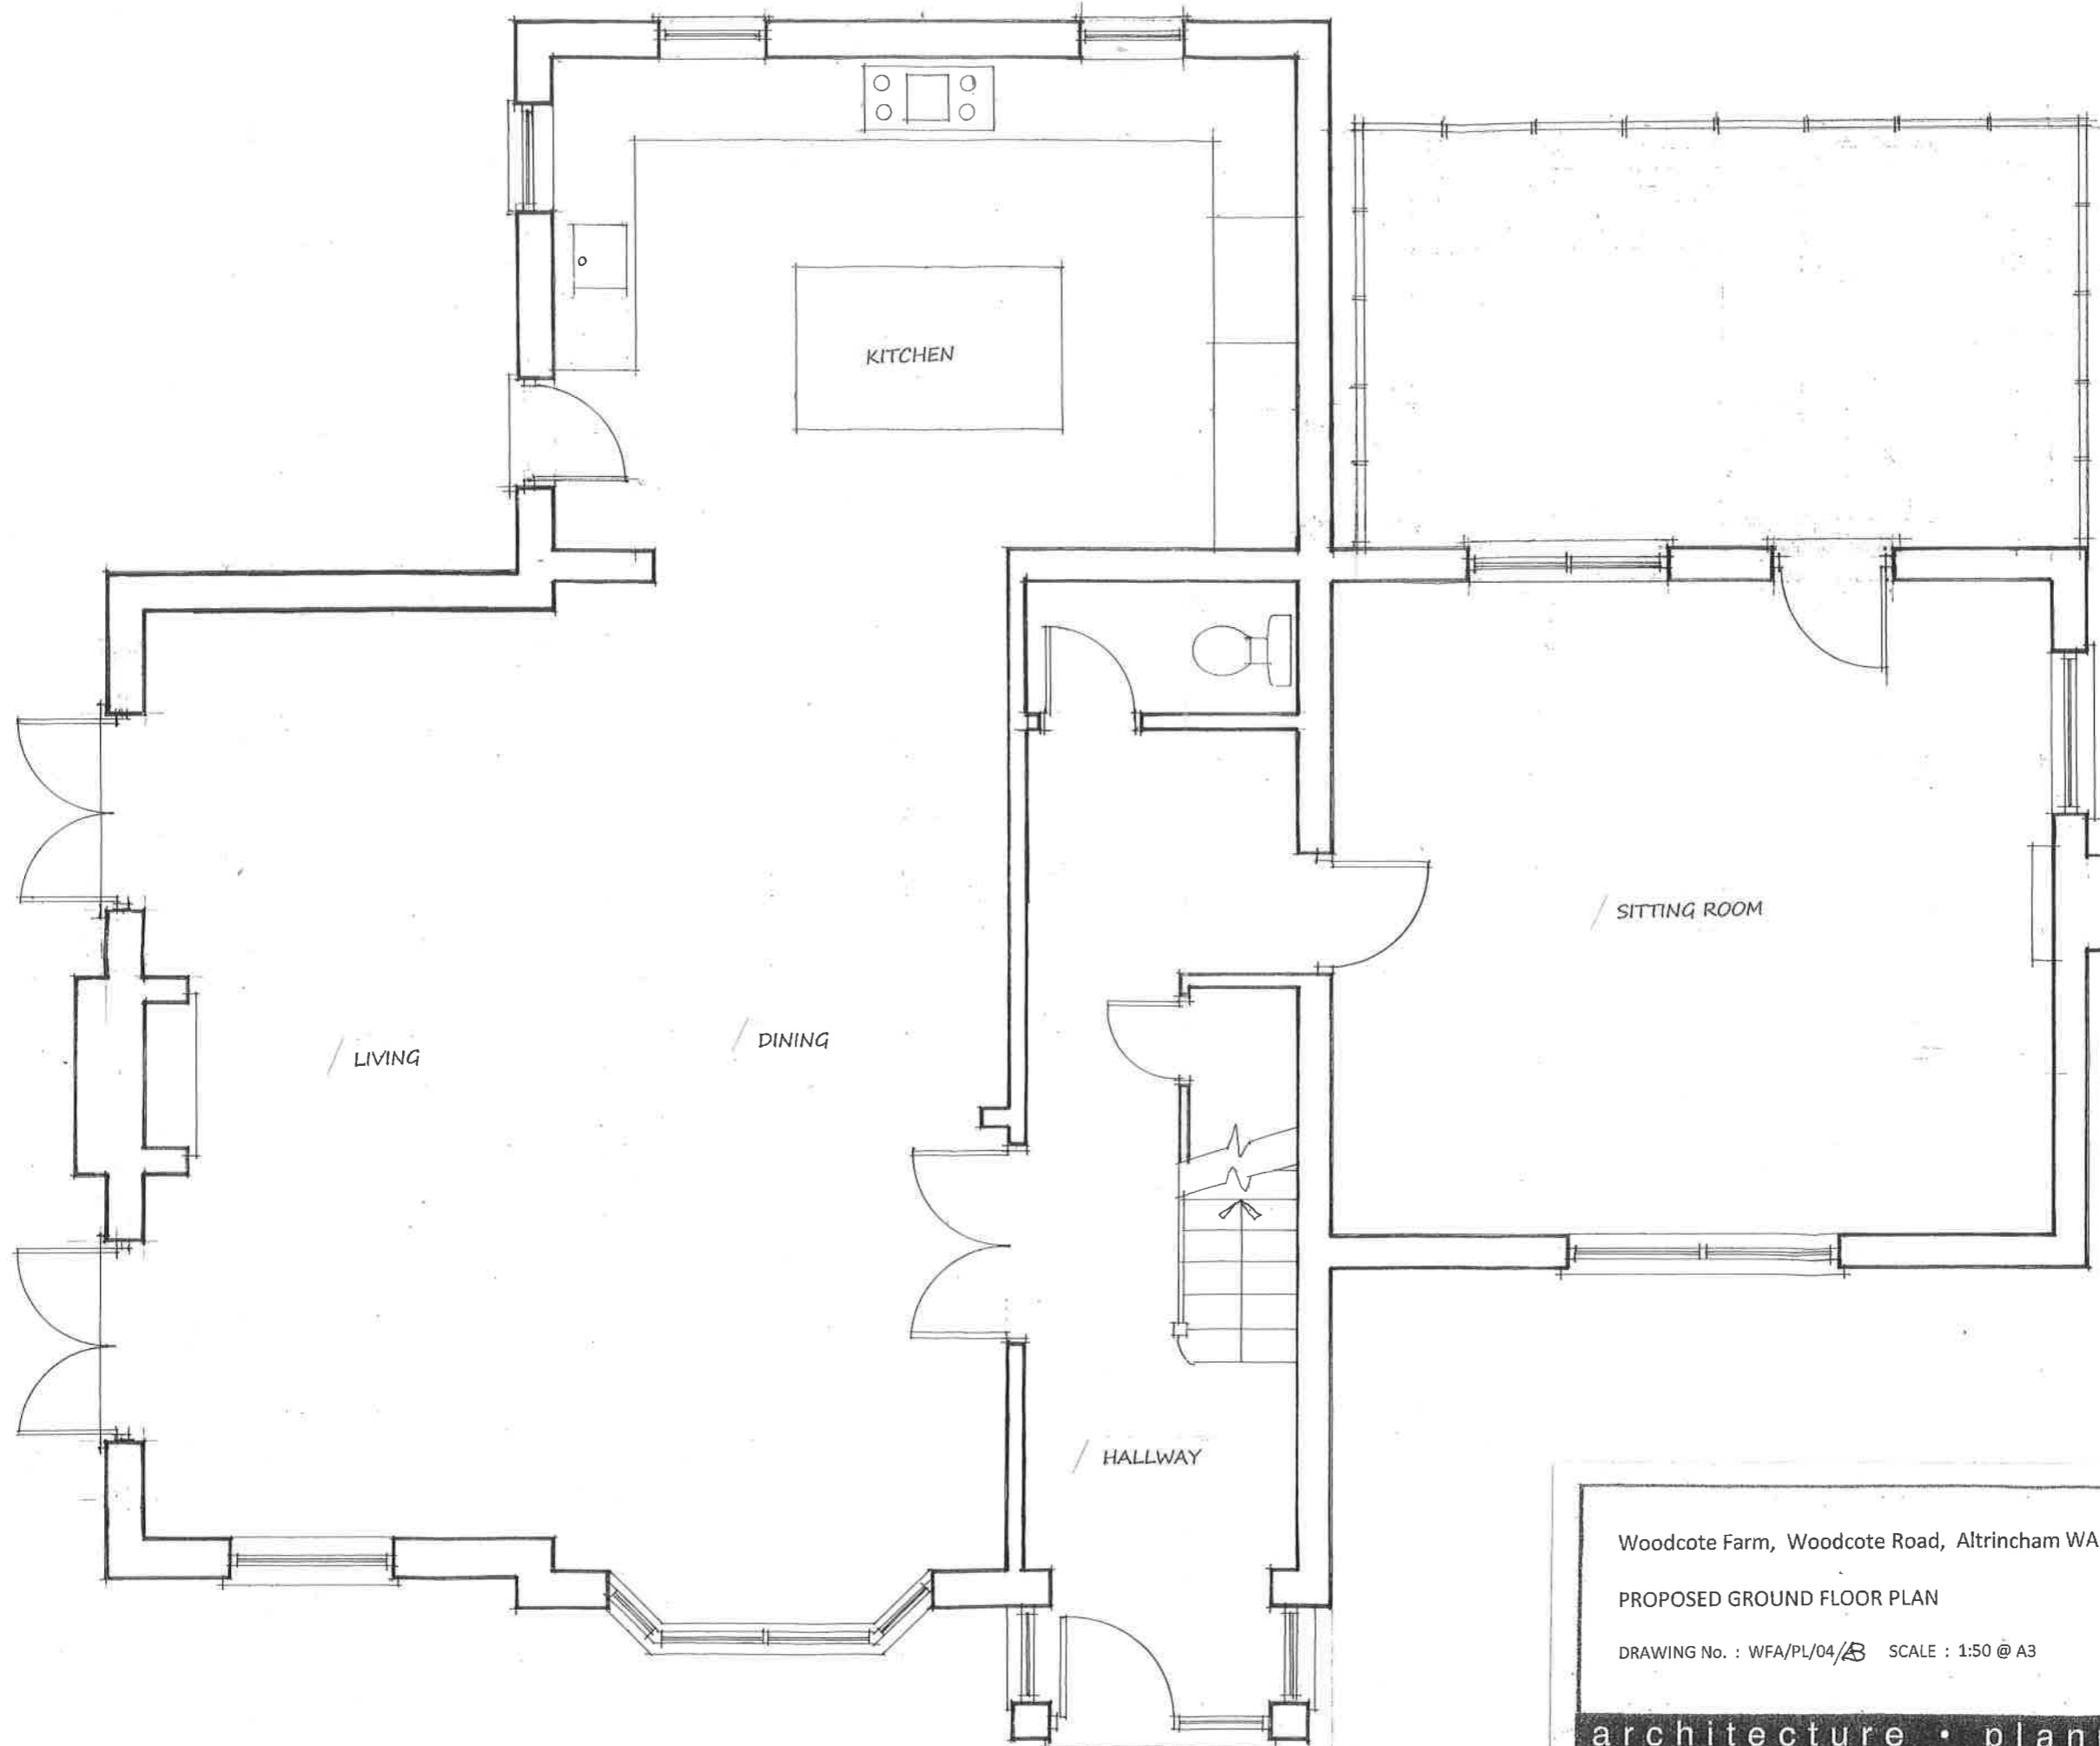 KITCHEN
SITTING ROOM
LIVING
DINING
HALLWAY
Woodcote Farm, Woodcote Road, Altrincham WA
PROPOSED GROUND FLOOR PLAN
DRAWING No. : WFA/PL/04/B SCALE : 1:50 @ A3
architecture • plan